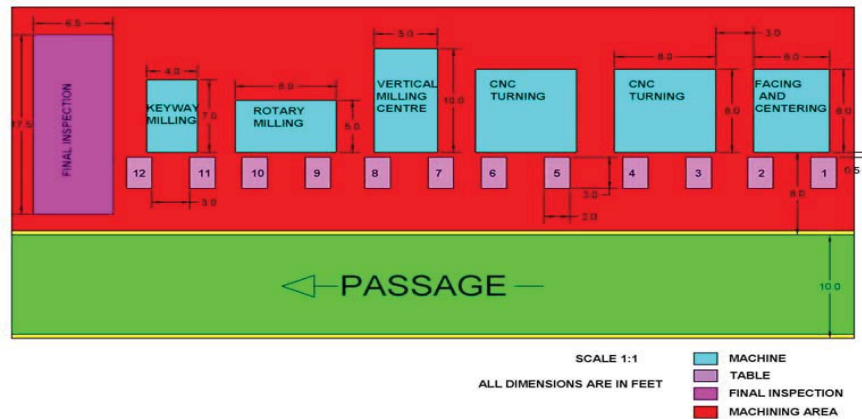 6.5
3.0
5.0
8.0
6.0
4.0
8.0
17.5
FINAL INSPECTION
KEYWAY
MILLING
7.0
ROTARY
MILLING
5.0
VERTICAL
MILLING
CENTRE
10.0
CNC
TURNING
CNC
TURNING
8.0
FACING
AND
CENTERING
8.0
12
11
10
9
8
7
6
5
4
3
2
1
0.5
3.0
3.0
2.0
8.0
PASSAGE
10.0
SCALE 1:1
ALL DIMENSIONS ARE IN FEET
MACHINE
TABLE
FINAL INSPECTION
MACHINING AREA